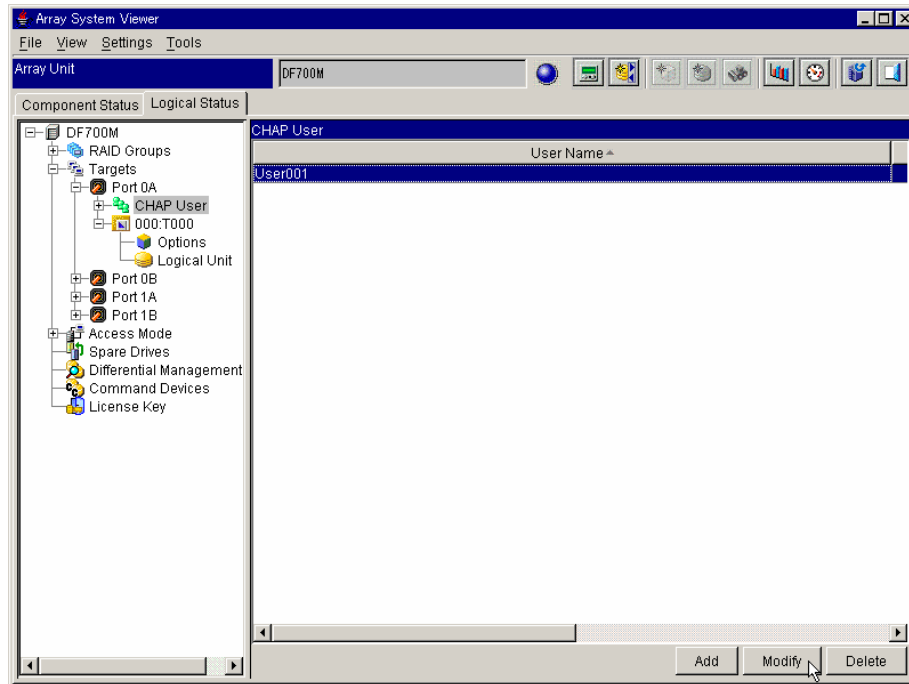 Array System Viewer
File View Settings Tools
Array Unit
DF700M
Component Status Logical Status
DF700M
RAID Groups
Targets
Port 0A
CHAP User
000:T000
Options
Logical Unit
Port 0B
Port 1A
Port 1B
Access Mode
Spare Drives
Differential Management
Command Devices
License Key
CHAP User
User Name
User001
Add Modify Delete